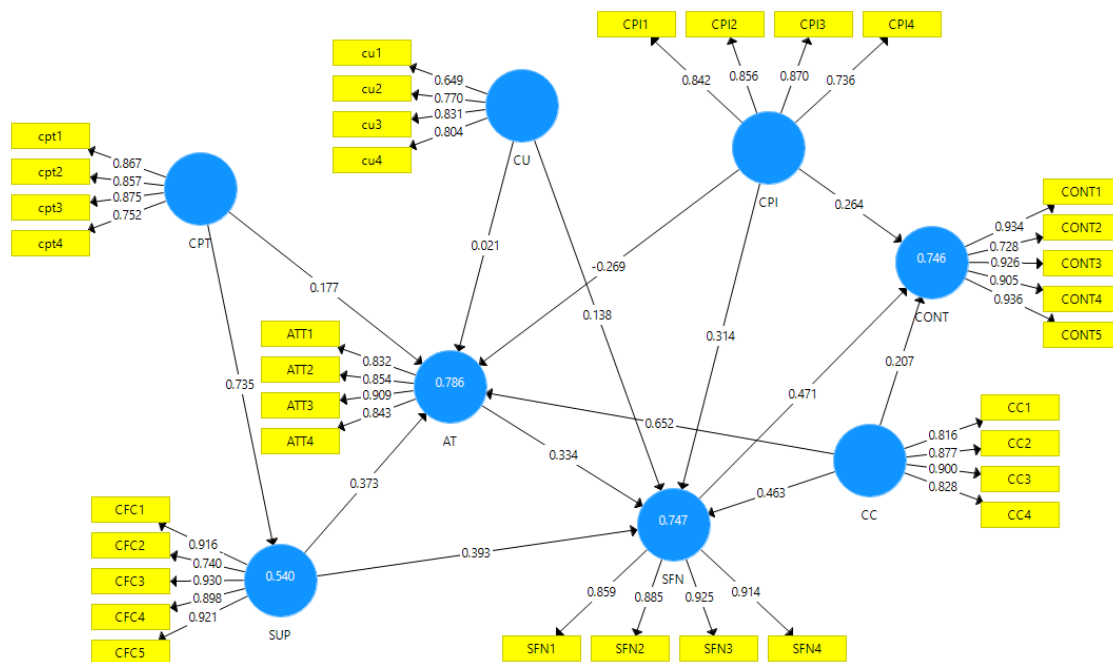 CPI1
CPI2
CPI3
CPI4
0.842
0.856
0.870
0.736
CPI
cu1
cu2
cu3
cu4
0.649
0.770
0.831
0.804
CU
cpt1
cpt2
cpt3
cpt4
0.867
0.857
0.875
0.752
CPT
0.021
0.264
-0.269
0.138
0.177
0.314
CONT1
CONT2
CONT3
CONT4
CONT5
0.934
0.728
0.926
0.905
0.936
0.746
CONT
ATT1
ATT2
ATT3
ATT4
0.832
0.854
0.909
0.843
0.786
AT
0.735
0.207
0.471
0.652
0.334
0.373
0.463
0.393
CC1
CC2
CC3
CC4
0.816
0.877
0.900
0.828
CC
CFC1
CFC2
CFC3
CFC4
CFC5
0.916
0.740
0.930
0.898
0.921
0.540
SUP
0.747
SFN
0.859
0.885
0.925
0.914
SFN1
SFN2
SFN3
SFN4